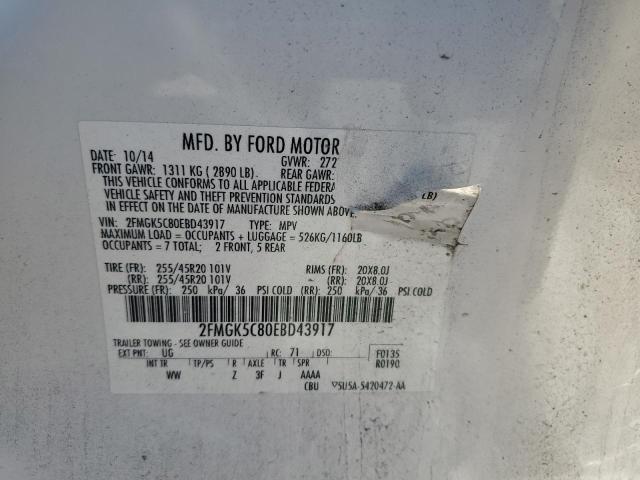 MFD. BY FORD MOTOR
DATE: 10/14 GVWR: 272
FRONT GAWR: 1311 KG ( 2890 LB). REAR GAWR:
THIS VEHICLE CONFORMS TO ALL APPLICABLE FEDERA
VEHICLE SAFETY AND THEFT PREVENTION STANDARDS
IN EFFECT ON THE DATE OF MANUFACTURE SHOWN ABOVE.
LB)
VIN: 2FMGK5C80EBD43917 TYPE: MPV
MAXIMUM LOAD = OCCUPANTS + LUGGAGE = 526KG/1160LB
OCCUPANTS = 7 TOTAL; 2 FRONT, 5 REAR
TIRE (FR): 255/45R20 101V RIMS (FR): 20X8.0J
(RR): 255/45R20 101V (RR): 20X8.0J
PRESSURE (FR): 250 kPa/ 36 PSI COLD (RR): 250 kPa/ 36 PSI COLD
2FMGK5C80EBD43917
TRAILER TOWING - SEE OWNER GUIDE
EXT PNT: UG RC: 71 DSO: F0135
INT TR TP/PS R AXLE TR SPR R0190
WW Z 3F J AAAA
CBU ▽5U5A-5420472-AA